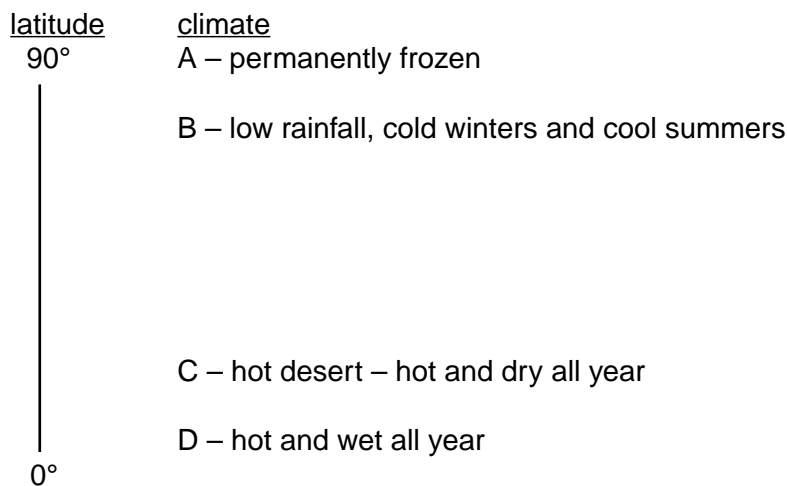 latitude climate
90° A – permanently frozen
B – low rainfall, cold winters and cool summers
C – hot desert – hot and dry all year
D – hot and wet all year
0°